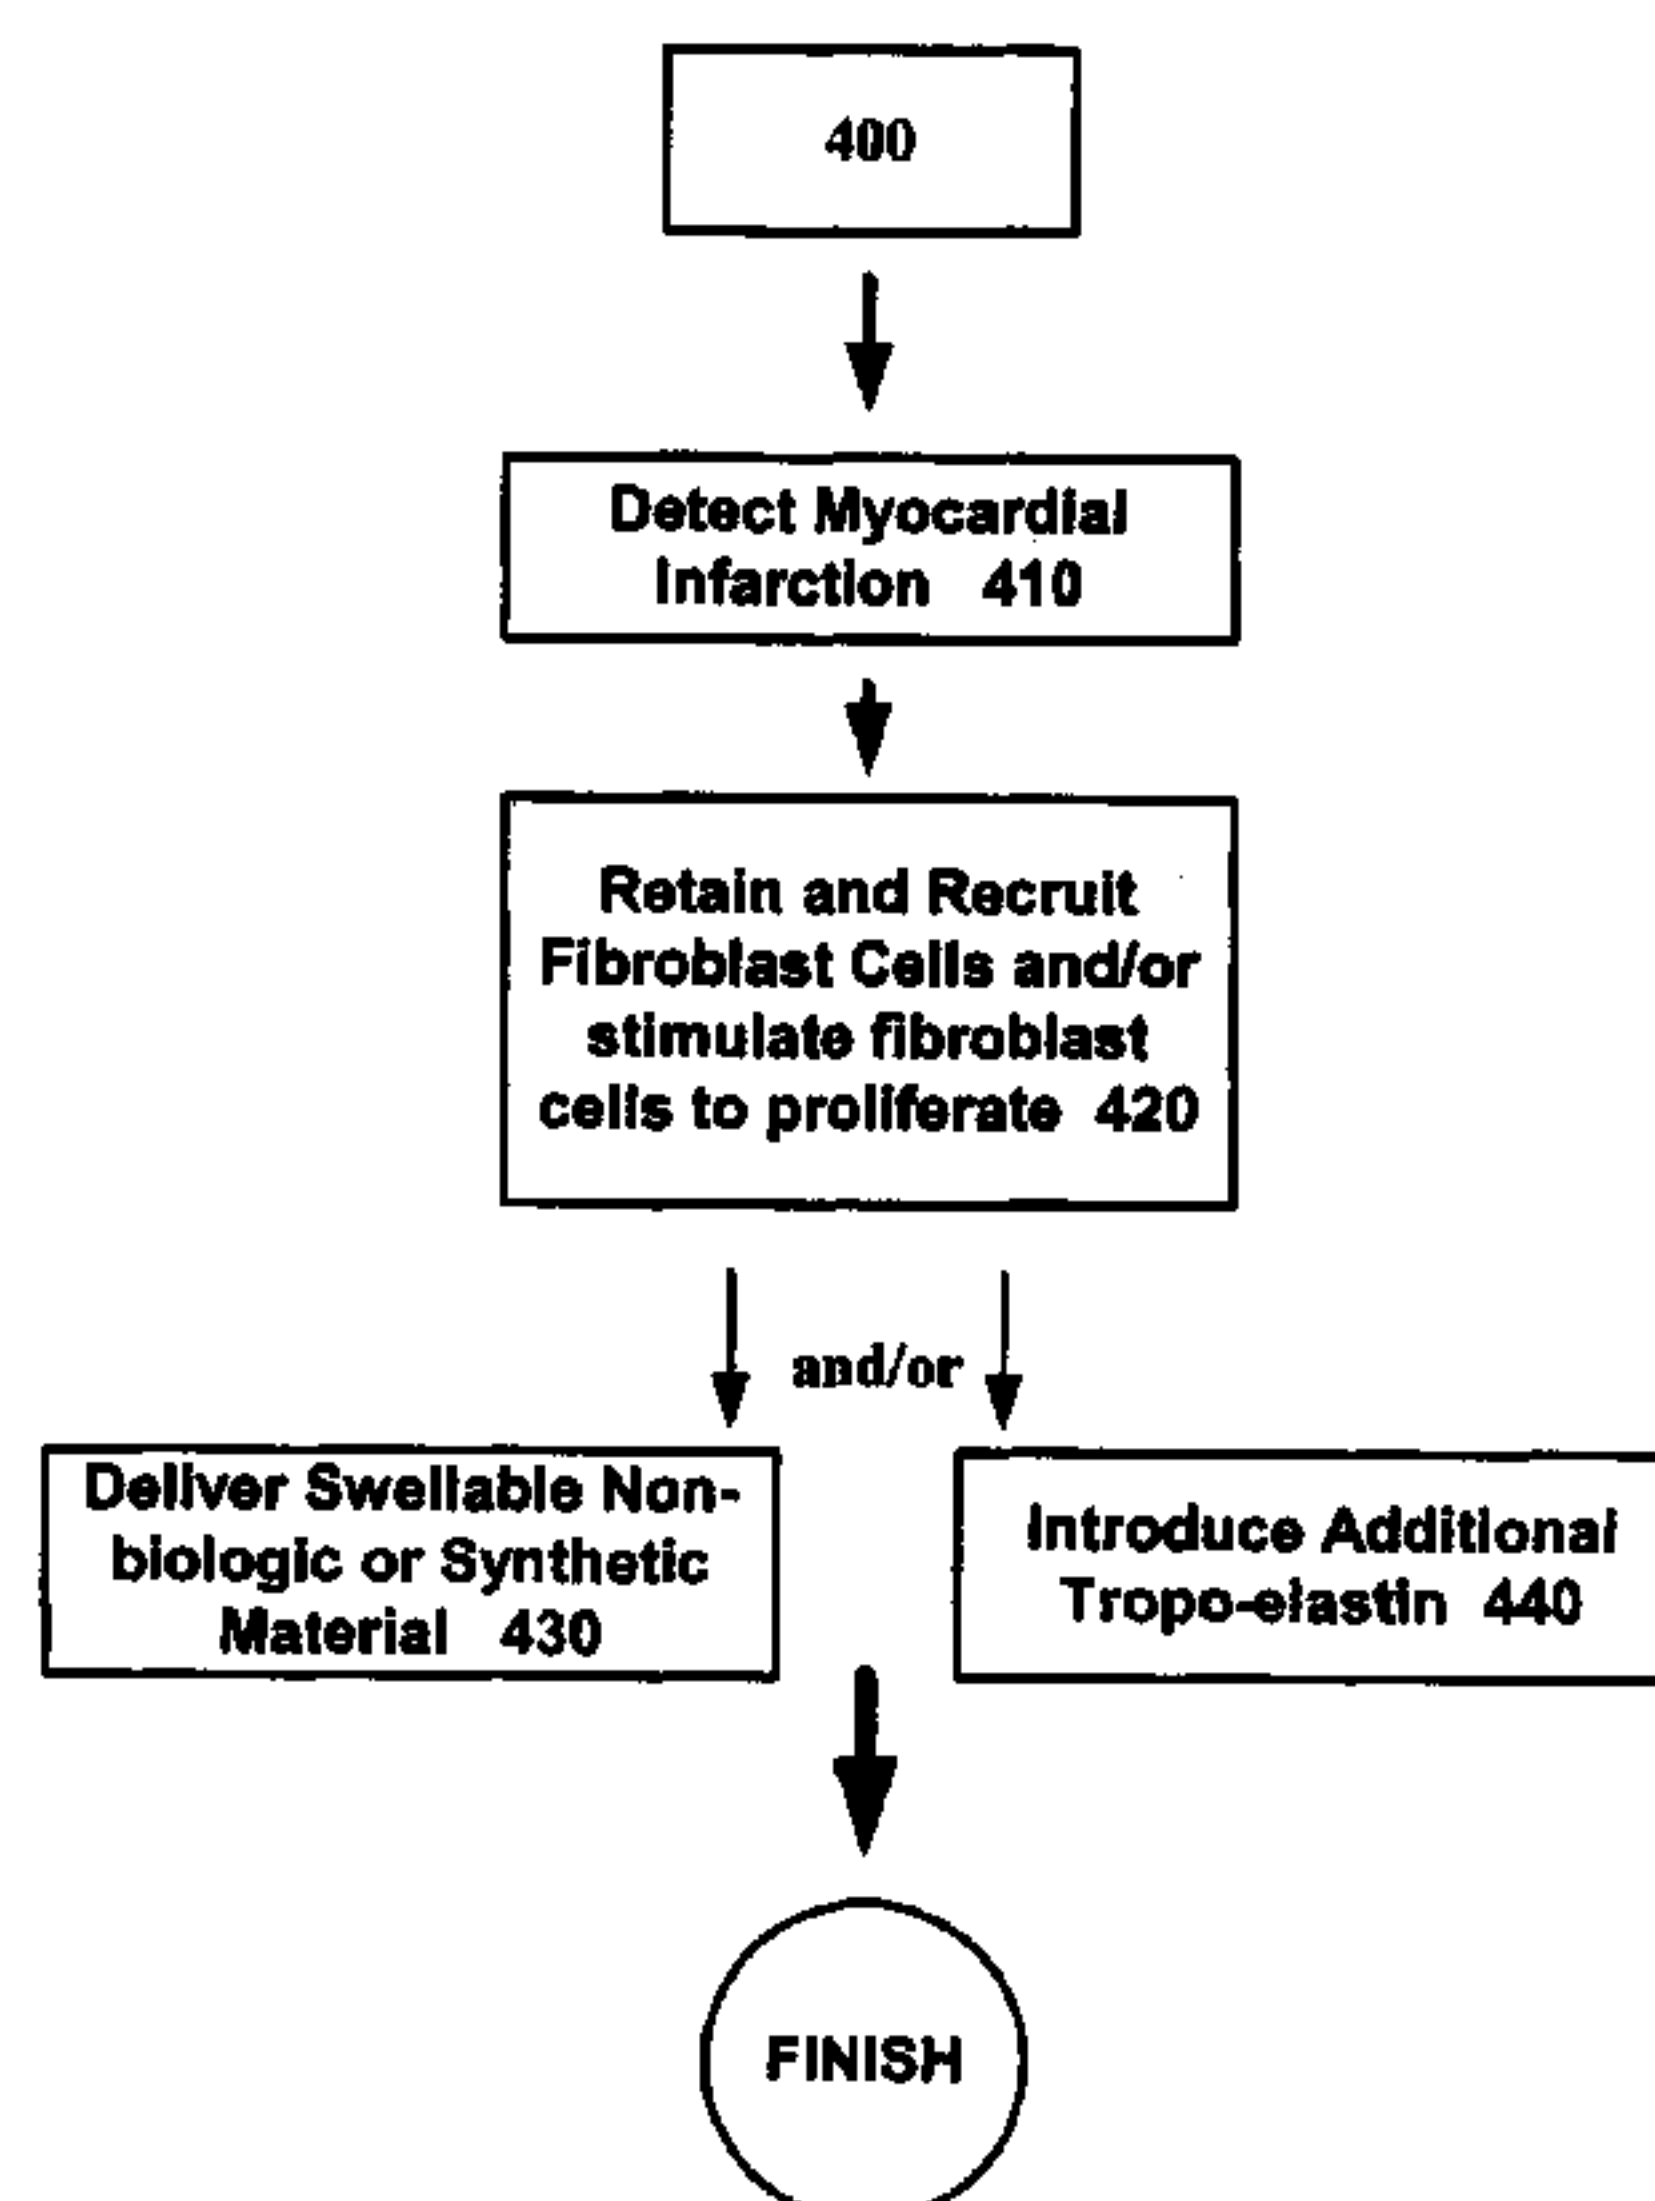 400
Detect Myocardial
Infarction 410
Retain and Recruit
Fibroblast Cells and/or
stimulate fibroblast
cells to proliferate 420
and/or
Deliver Swellable Non-
biologic or Synthetic
Material 430
Introduce Additional
Tropo-elastin 440
FINISH